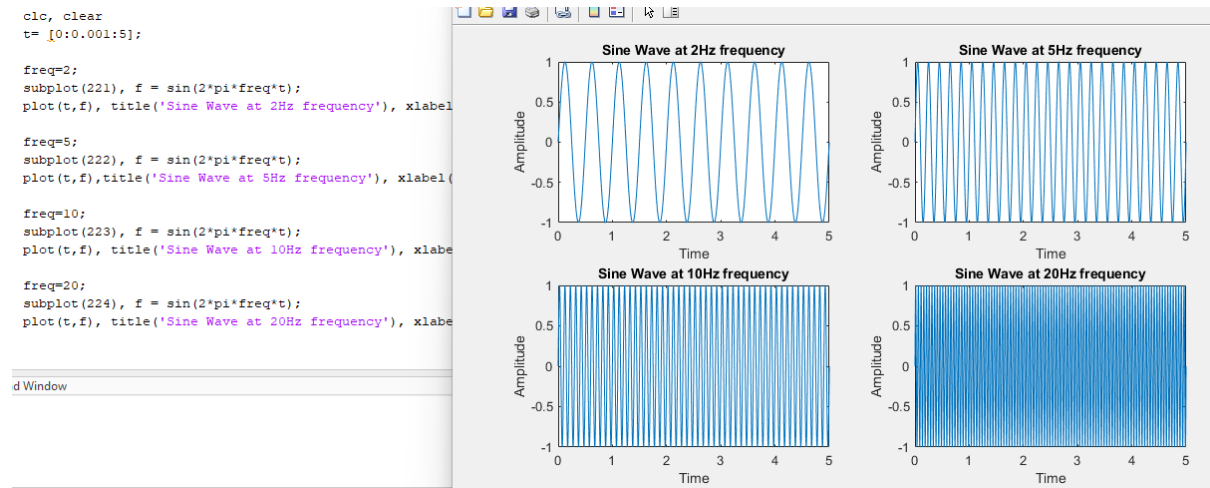 clc, clear
t= [0:0.001:5];
freq=2;
subplot(221), f = sin(2*pi*freq*t);
plot(t,f), title('Sine Wave at 2Hz frequency'), xlabel
freq=5;
subplot(222), f = sin(2*pi*freq*t);
plot(t,f),title('Sine Wave at 5Hz frequency'), xlabel(
freq=10;
subplot(223), f = sin(2*pi*freq*t);
plot(t,f), title('Sine Wave at 10Hz frequency'), xlabe
freq=20;
subplot(224), f = sin(2*pi*freq*t);
plot(t,f), title('Sine Wave at 20Hz frequency'), xlabe
d Window
Sine Wave at 2Hz frequency
Amplitude
1
0.5
0
-0.5
-1
0 1 2 3 4 5
Time
Sine Wave at 5Hz frequency
Amplitude
1
0.5
0
-0.5
-1
0 1 2 3 4 5
Time
Sine Wave at 10Hz frequency
Amplitude
1
0.5
0
-0.5
-1
0 1 2 3 4 5
Time
Sine Wave at 20Hz frequency
Amplitude
1
0.5
0
-0.5
-1
0 1 2 3 4 5
Time